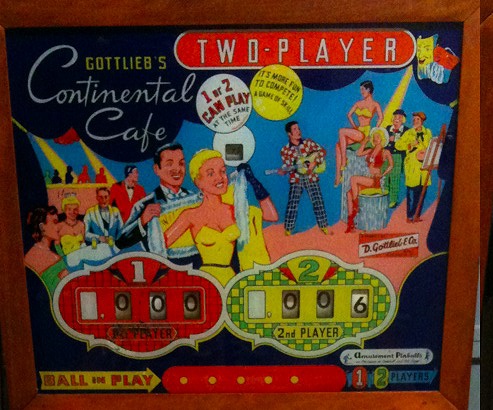 TWO-PLAYER
GOTTLIEB'S
Continental
Cafe
1 OR 2
CAN PLAY
AT THE SAME
TIME
IT'S MORE FUN
TO COMPETE!
A GAME OF SKILL
D. Gottlieb & Co.
1
0 0 0
PLAYER
2
0 0 6
2nd PLAYER
Amusement Pinballs
BALL IN PLAY
1 2 PLAYERS